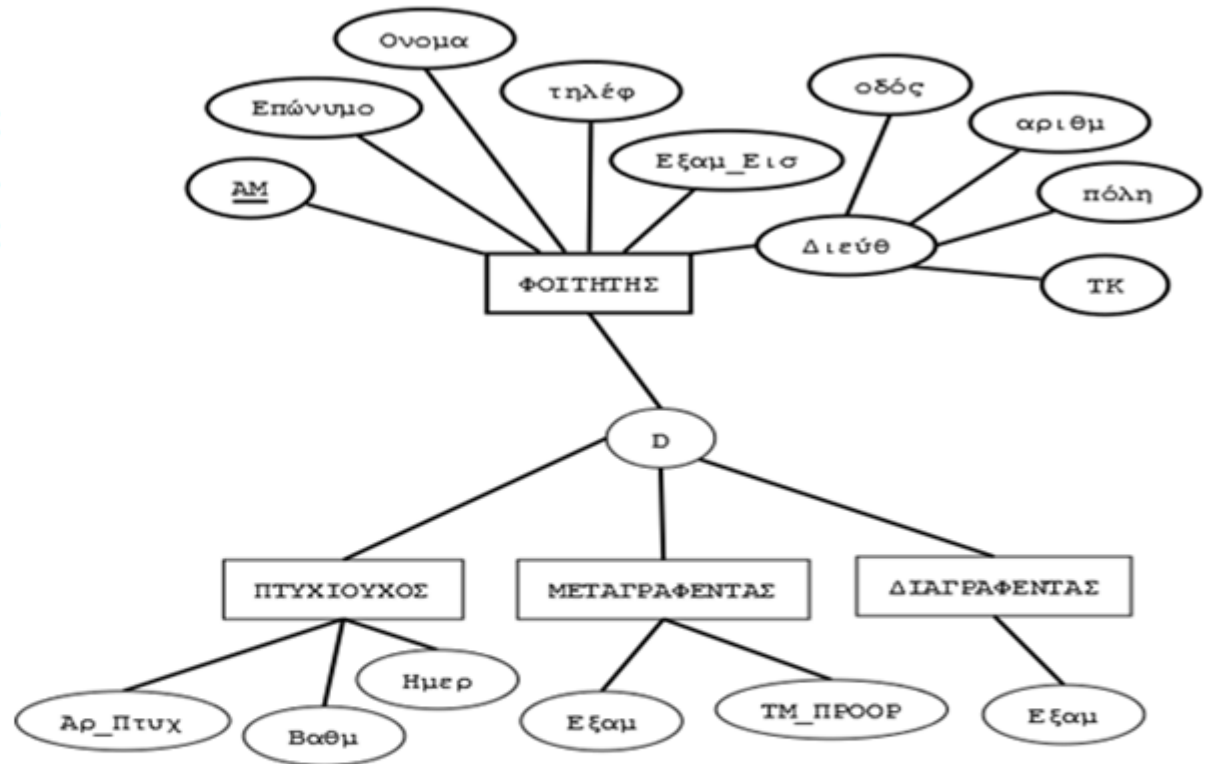 Ονομα
τηλέφ
οδός
Επώνυμο
αριθμ
Εξαμ_Εισ
ΑΜ
πόλη
Διεύθ
ΤΚ
ΦΟΙΤΗΤΗΣ
D
ΠΤΥΧΙΟΥΧΟΣ
ΜΕΤΑΓΡΑΦΕΝΤΑΣ
ΔΙΑΓΡΑΦΕΝΤΑΣ
Ημερ
Αρ_Πτυχ
Βαθμ
Εξαμ
ΤΜ_ΠΡΟΟΡ
Εξαμ